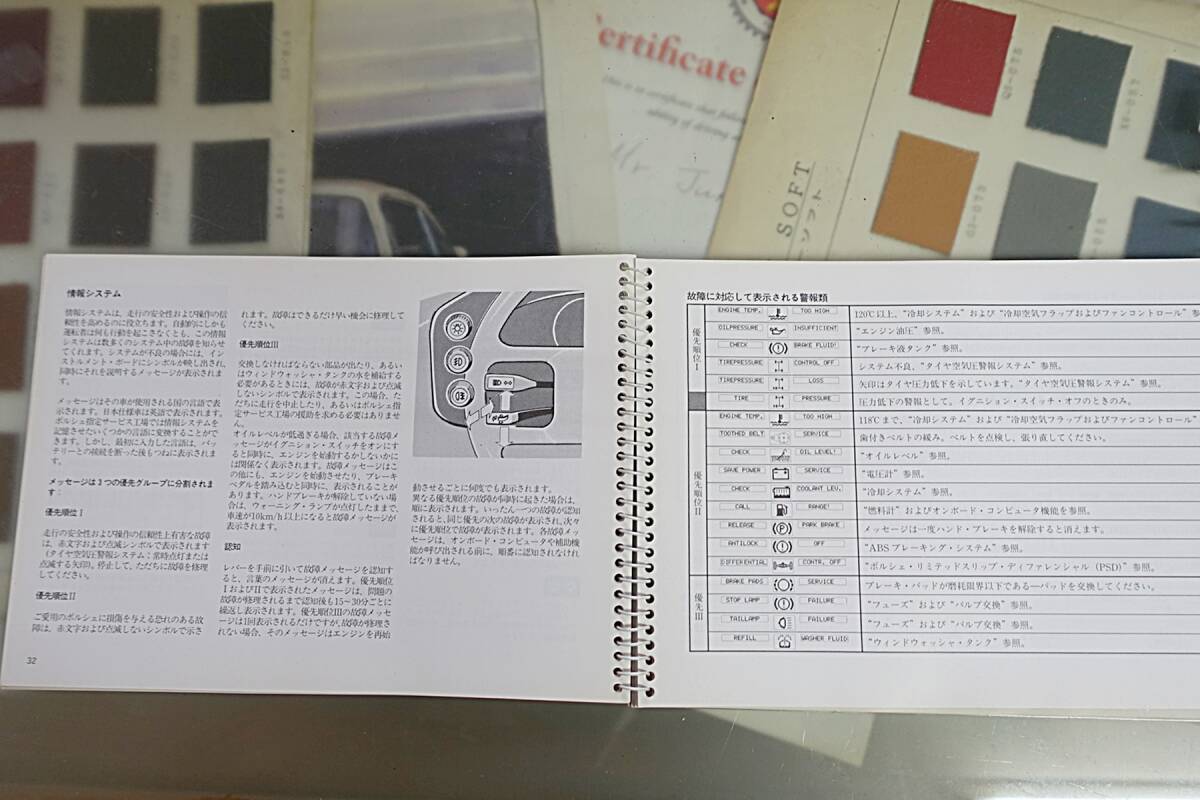 ertificate
Mr
SOFT
ソフト
情報システム
情報システムは、走行の安全性および操作の信
頼性を高めるのに役立ちます。自動的にしかも
運転者は何も行動を起こさなくとも、この情報
システムは数多くのシステム中の故障を知らせ
てくれます。システムが不良の場合には、イン
ストルメント・ボードにシンボルが映し出され、
同時にそれを説明するメッセージが表示されま
す。
メッセージはその車が使用される国の言語で表
示されます。日本仕様車は英語で表示されます。
ポルシェ指定サービス工場では情報システムを
記憶させたいくつかの言語に変換することがで
きます。しかし、最初に入力した言語は、バッ
テリーとの接続を断った後もつねに表示されま
す。
メッセージは3つの優先グループに分割されま
す：
優先順位I
走行の安全性および操作の信頼性上有害な故障
は、赤文字および点滅シンボルで表示されます
(タイヤ空気圧警報システム：常時点灯または
点滅する矢印)。停止して、ただちに故障を修理
してください。
優先順位II
ご愛用のポルシェに損傷を与える恐れのある故
障は、赤文字および点滅しないシンボルで示さ
32
れます。故障はできるだけ早い機会に修理して
ください。
優先順位III
交換しなければならない部品が出たり、あるい
はウィンドウォッシャ・タンクの水を補給する
必要があるときには、故障が赤文字および点滅
しないシンボルで表示されます。この場合、た
だちに走行を中止したり、あるいはポルシェ指
定サービス工場の援助を求める必要はありませ
ん。
オイルレベルが低過ぎる場合、該当する故障メ
ッセージがイグニション・スイッチをオンにす
ると同時に、エンジンを始動するかしないかに
は関係なく表示されます。故障メッセージはこ
の他にも、エンジンを始動させたり、ブレーキ
ペダルを踏み込むと同時に、表示されることが
あります。ハンドブレーキが解除していない場
合は、ウォーニング・ランプが点灯したままで、
車速が10km/h以上になると故障メッセージが
表示されます。
認知
レバーを手前に引いて故障メッセージを認知す
ると、言葉のメッセージが消えます。優先順位
IおよびIIで表示されたメッセージは、問題の
故障が修理されるまで認知後も15～30分ごとに
繰返し表示されます。優先順位IIIの故障メッセ
ージは1回表示されるだけですが、故障が修理さ
れない場合、そのメッセージはエンジンを再始
動させるごとに何度でも表示されます。
異なる優先順位の故障が同時に起きた場合は、
順に表示されます。いったん一つの故障が認知
されると、同じ優先の次の故障が表示され、次々
に優先順位で故障が表示されます。各故障メッ
セージは、オンボード・コンピュータや補助機
能が呼び出される前に、順番に認知されなけれ
ばなりません。
故障に対応して表示される警報類
優先順位I
ENGINE TEMP. TOO HIGH 120℃以上、“冷却システム” および “冷却空気フラップおよびファンコントロール” 参
OILPRESSURE INSUFFICIENT “エンジン油圧” 参照。
CHECK BRAKE FLUID! “ブレーキ液タンク” 参照。
TIREPRESSURE CONTROL OFF システム不良、“タイヤ空気圧警報システム” 参照。
TIREPRESSURE LOSS 矢印はタイヤ圧力低下を示しています。“タイヤ空気圧警報システム” 参照。
TIRE PRESSURE 圧力低下の警報として。イグニション・スイッチ・オフのときのみ。
優先順位II
ENGINE TEMP. TOO HIGH 118℃まで、“冷却システム” および “冷却空気フラップおよびファンコントロール”
TOOTHED BELT SERVICE 歯付きベルトの緩み。ベルトを点検し、張り直してください。
CHECK OIL LEVEL! “オイルレベル” 参照。
SAVE POWER SERVICE “電圧計” 参照。
CHECK COOLANT LEV. “冷却システム” 参照。
CALL RANGE! “燃料計” およびオンボード・コンピュータ機能を参照。
RELEASE PARK BRAKE メッセージは一度ハンド・ブレーキを解除すると消えます。
ANTILOCK OFF “ABSブレーキング・システム” 参照。
DIFFERENTIAL CONTR. OFF “ポルシェ・リミテッドスリップ・ディファレンシャル (PSD)” 参照。
優先III
BRAKE PADS SERVICE ブレーキ・パッドが磨耗限界以下である―パッドを交換してください。
STOP LAMP FAILURE “フューズ” および “バルブ交換” 参照。
TAILLAMP FAILURE “フューズ” および “バルブ交換” 参照。
REFILL WASHER FLUID! “ウィンドウォッシャ・タンク” 参照。